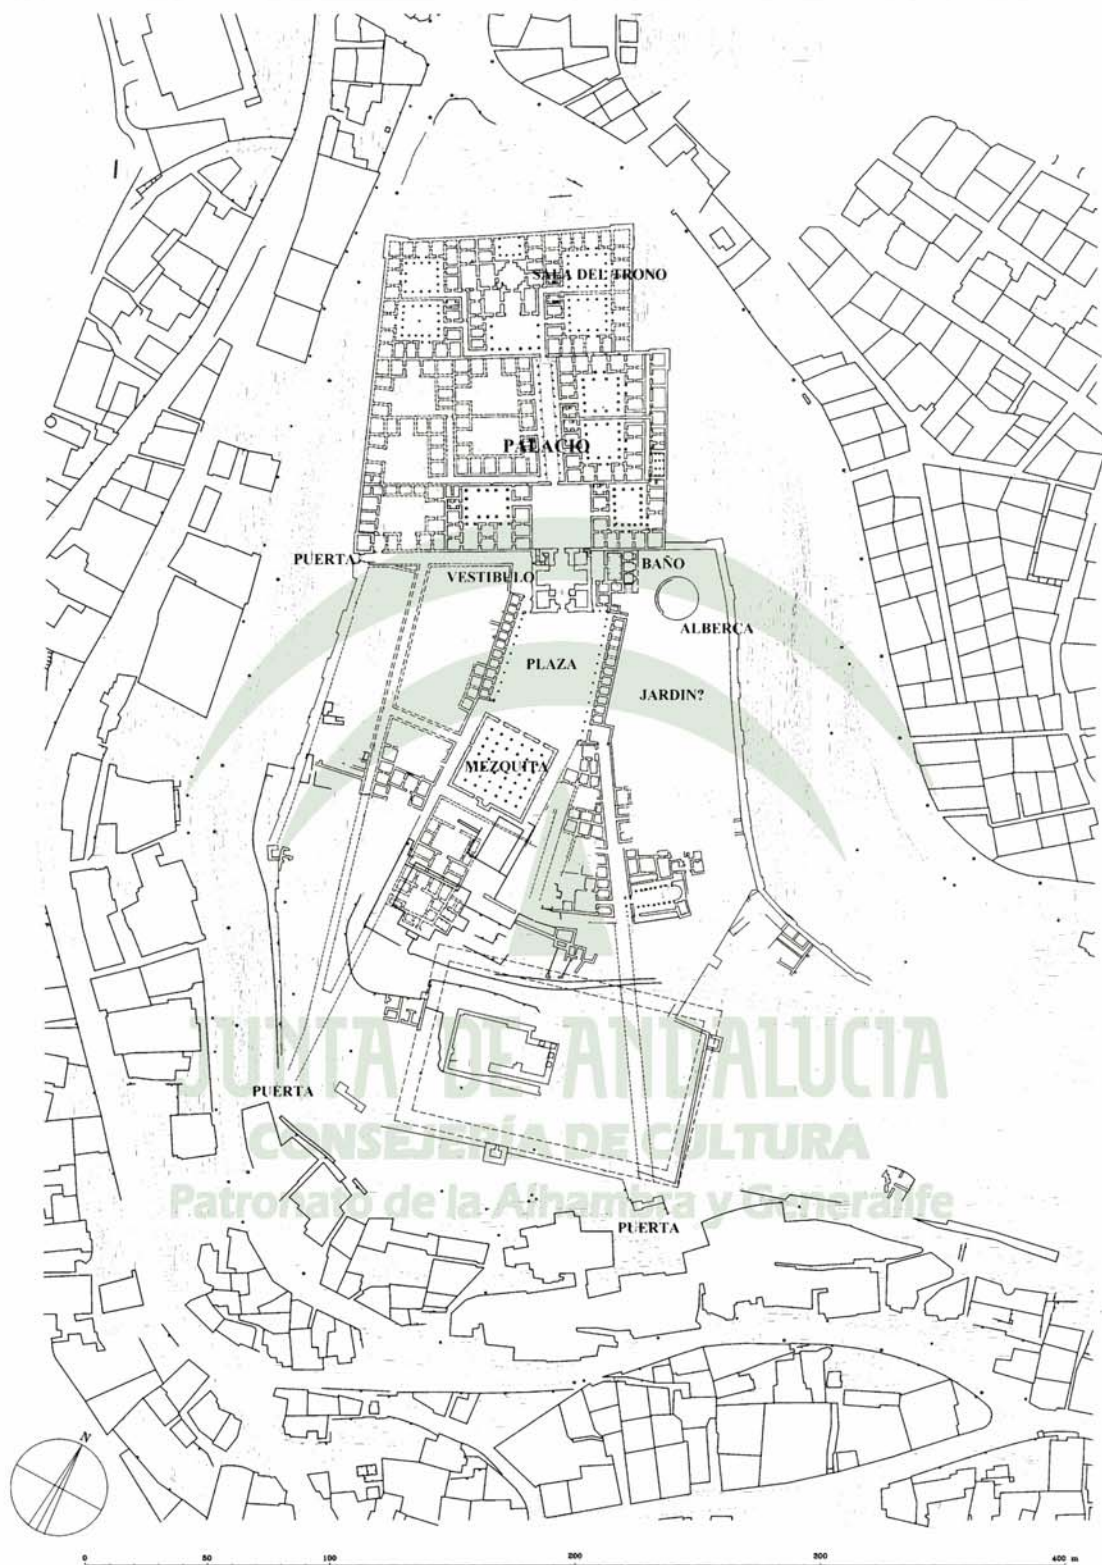 SALA DEL TRONO
PALACIO
PUERTA
VESTIBULO
BAÑO
ALBERCA
PLAZA
JARDIN?
MEZQUITA
JUNTA DE ANDALUCIA
PUERTA
CONSEJERÍA DE CULTURA
Patronato de la Alhambra y Generalife
PUERTA
N
0 50 100 200 300 400 m